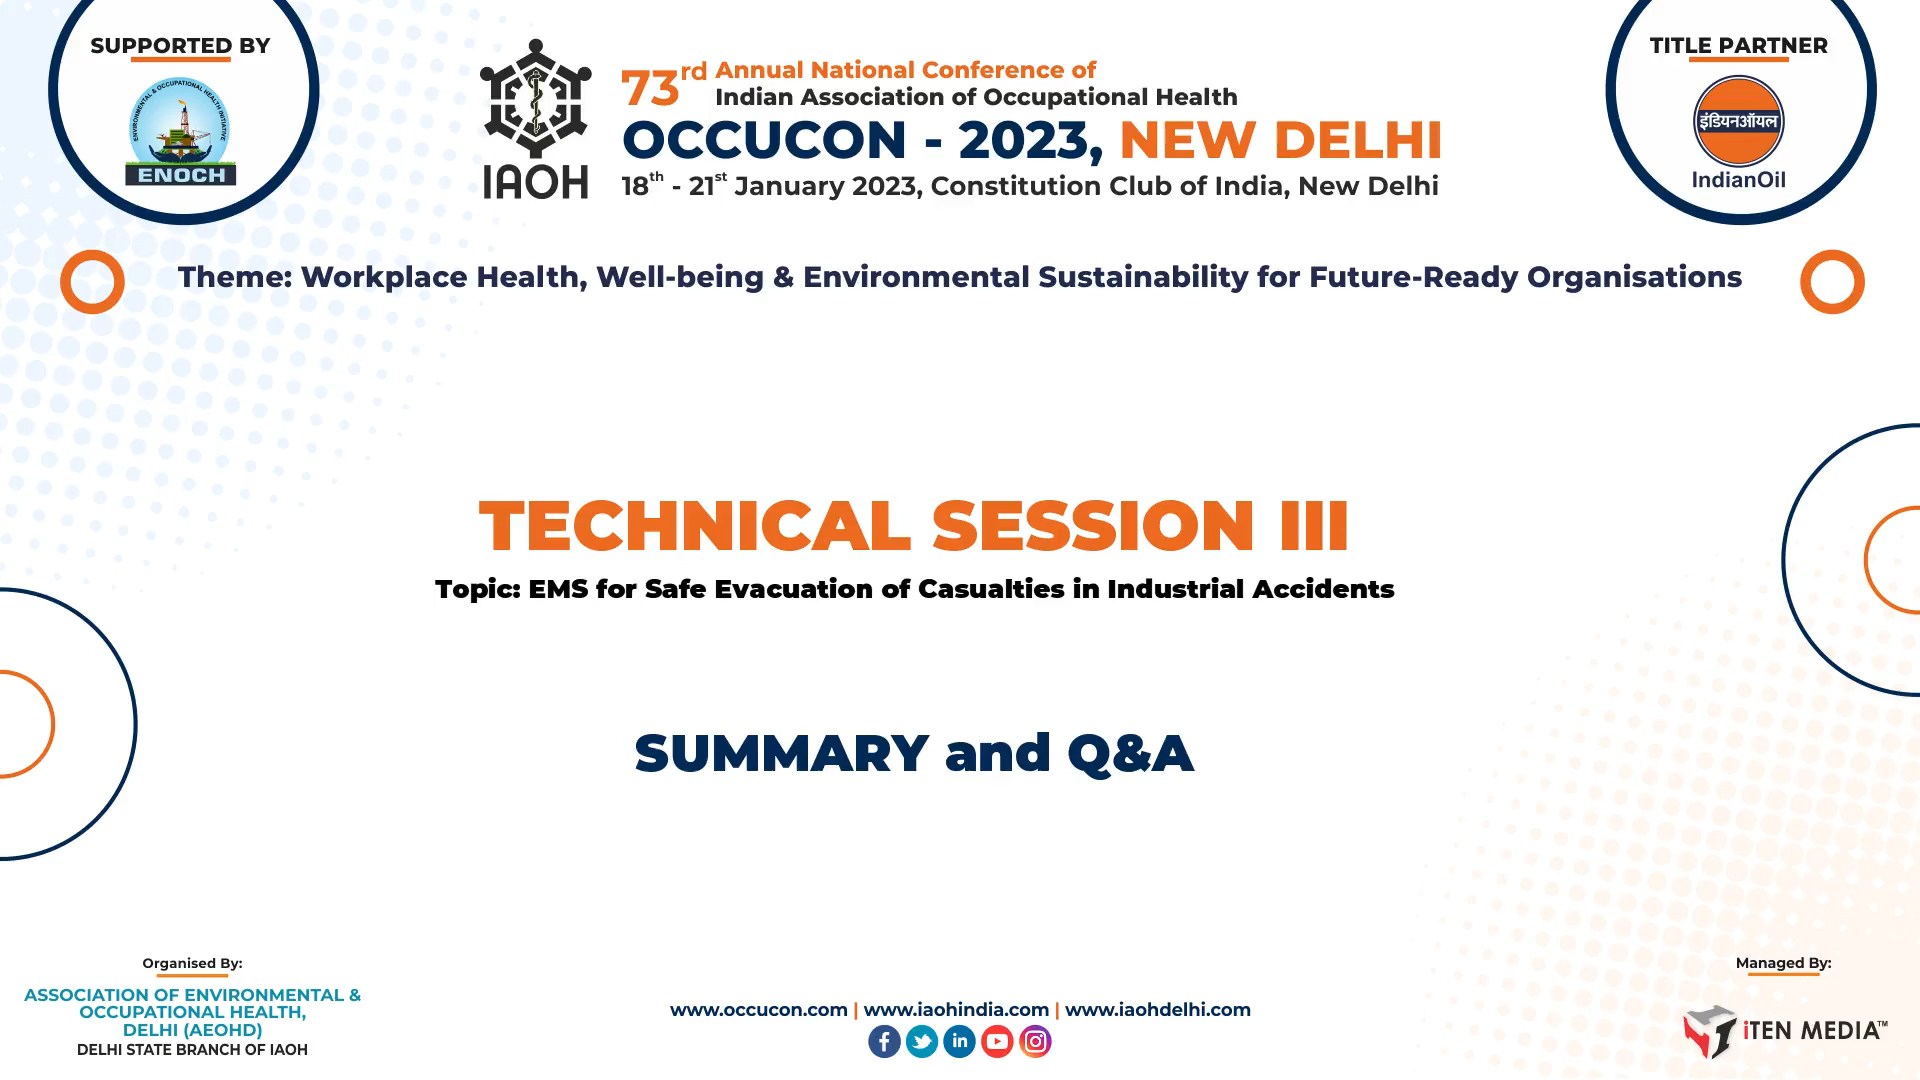 SUPPORTED BY
ENVIRONMENTAL & OCCUPATIONAL HEALTH INITIATIVE
ENOCH
IAOH
73rd Annual National Conference of
Indian Association of Occupational Health
OCCUCON - 2023, NEW DELHI
18th - 21st January 2023, Constitution Club of India, New Delhi
TITLE PARTNER
इंडियनऑयल
IndianOil
Theme: Workplace Health, Well-being & Environmental Sustainability for Future-Ready Organisations
TECHNICAL SESSION III
Topic: EMS for Safe Evacuation of Casualties in Industrial Accidents
SUMMARY and Q&A
Organised By:
ASSOCIATION OF ENVIRONMENTAL &
OCCUPATIONAL HEALTH,
DELHI (AEOHD)
DELHI STATE BRANCH OF IAOH
www.occucon.com | www.iaohindia.com | www.iaohdelhi.com
Managed By:
iTEN MEDIA™